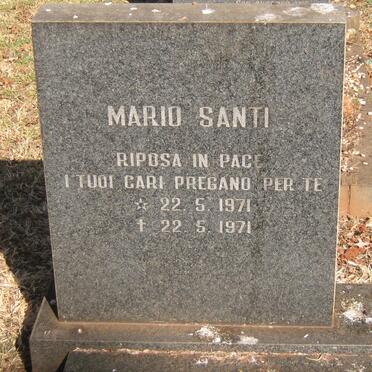 MARIO SANTI
RIPOSA IN PACE
I TUOI CARI PREGANO PER TE
☆ 22. 5. 1971
† 22. 5. 1971